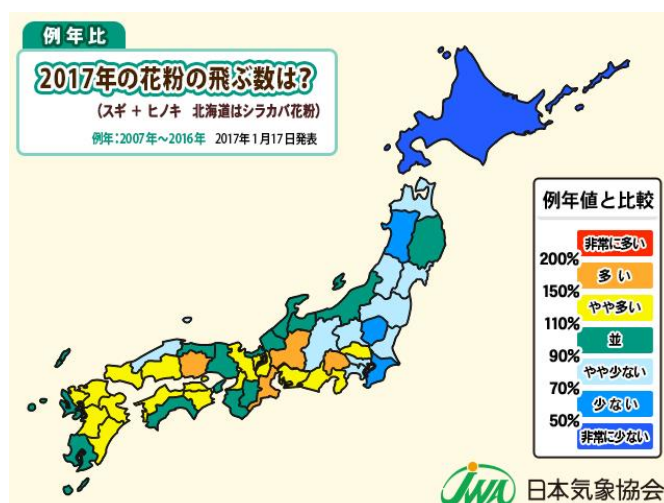 例年比
2017年の花粉の飛ぶ数は?
(スギ + ヒノキ 北海道はシラカバ花粉)
例年:2007年～2016年 2017年1月17日発表
例年値と比較
非常に多い
200%
多い
150%
やや多い
110%
並
90%
やや少ない
70%
少ない
50%
非常に少ない
JWA 日本気象協会